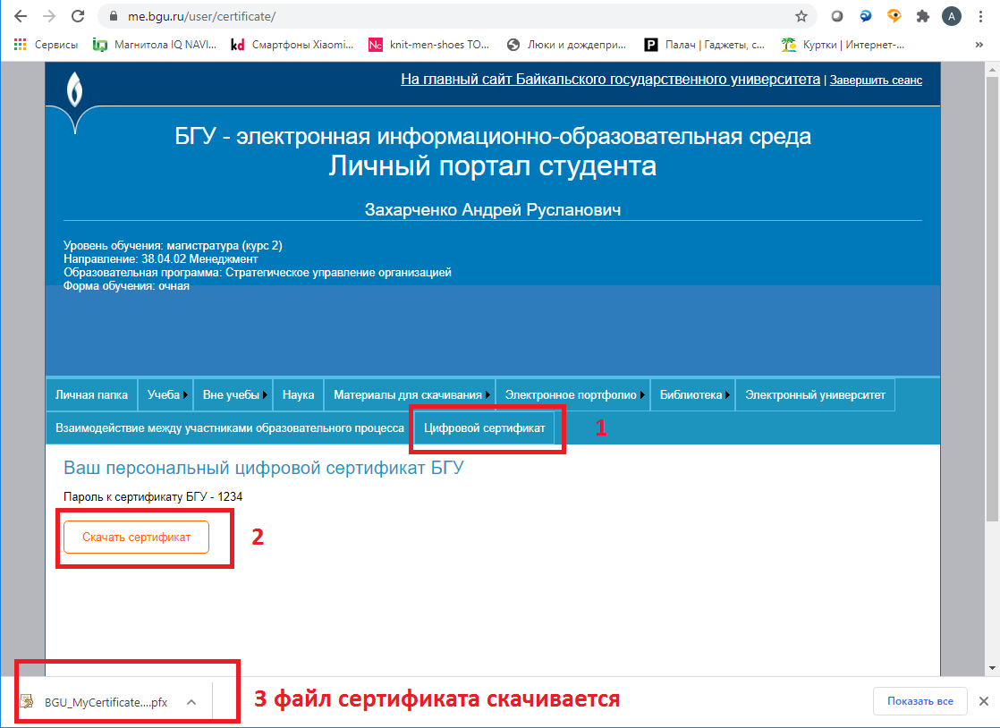 me.bgu.ru/user/certificate/
A
Сервисы
Магнитола IQ NAVI...
kd Смартфоны Xiaomi...
Nc knit-men-shoes TO...
Люки и дождепри...
P Палач | Гаджеты, с...
Куртки | Интернет-...
»
На главный сайт Байкальского государственного университета | Завершить сеанс
БГУ - электронная информационно-образовательная среда
Личный портал студента
Захарченко Андрей Русланович
Уровень обучения: магистратура (курс 2)
Направление: 38.04.02 Менеджмент
Образовательная программа: Стратегическое управление организацией
Форма обучения: очная
Личная папка
Учеба
Вне учебы
Наука
Материалы для скачивания
Электронное портфолио
Библиотека
Электронный университет
Взаимодействие между участниками образовательного процесса
Цифровой сертификат
1
Ваш персональный цифровой сертификат БГУ
Пароль к сертификату БГУ - 1234
Скачать сертификат
2
BGU_MyCertificate....pfx
3 файл сертификата скачивается
Показать все